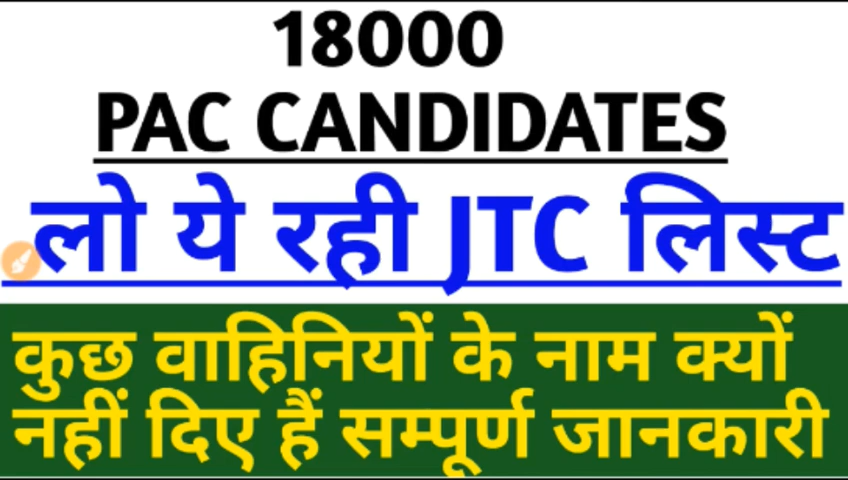 18000
PAC CANDIDATES
लो ये रही JTC लिस्ट
कुछ वाहिनियों के नाम क्यों
नहीं दिए हैं सम्पूर्ण जानकारी